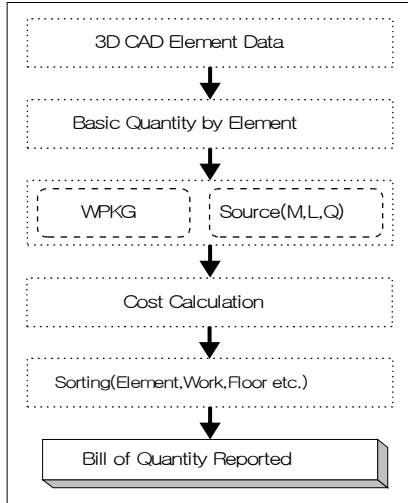 3D CAD Element Data
Basic Quantity by Element
WPKG
Source(M,L,Q)
Cost Calculation
Sorting(Element,Work,Floor etc.)
Bill of Quantity Reported